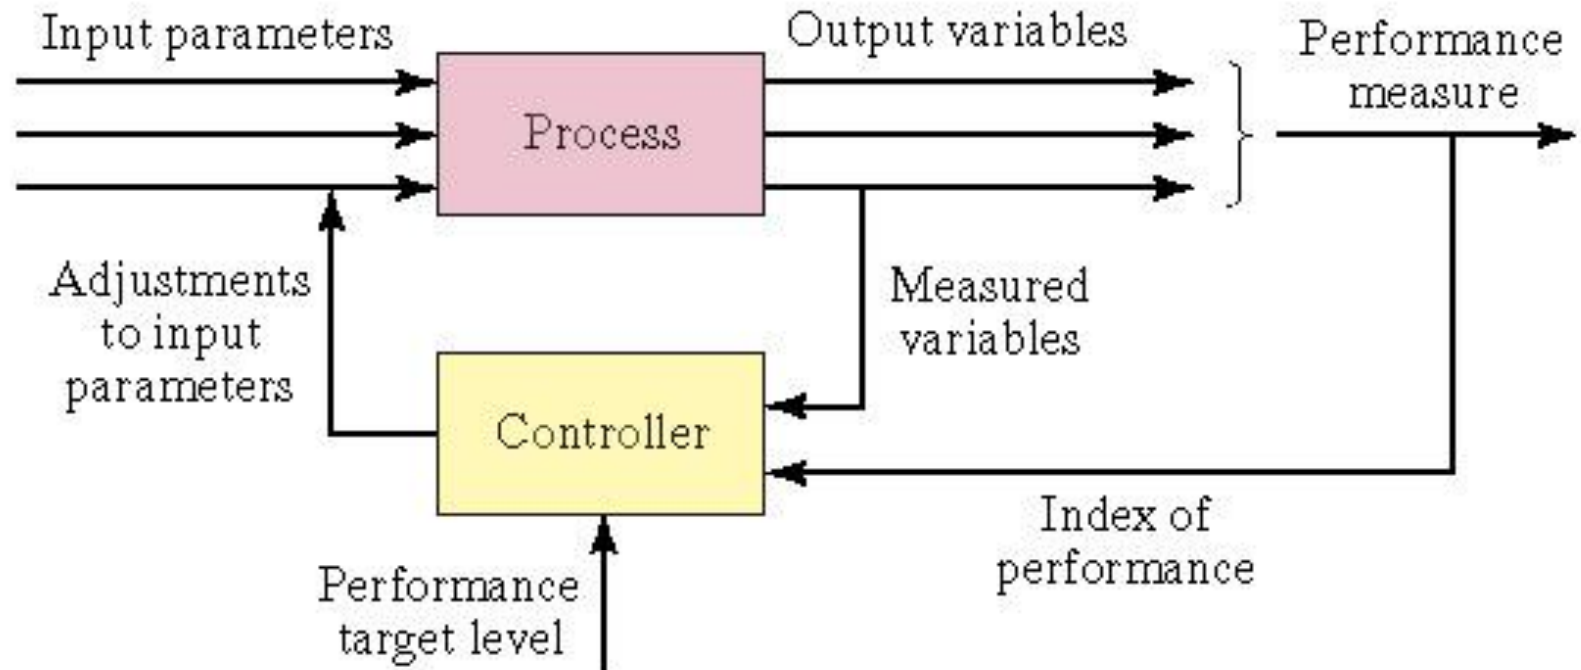 Input parameters
Output variables
Performance
measure
Process
Adjustments
to input
parameters
Measured
variables
Controller
Index of
performance
Performance
target level